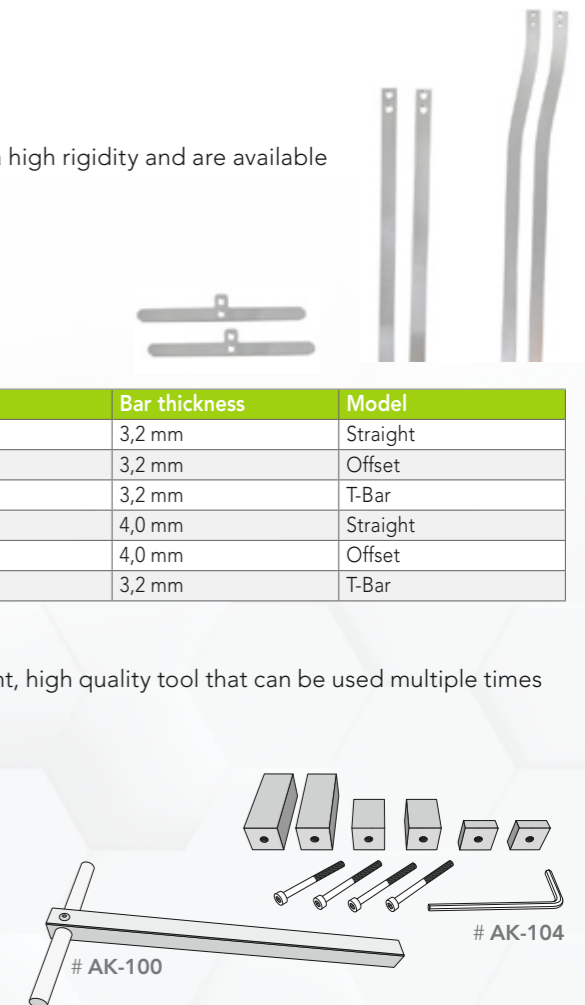 high rigidity and are available
Bar thickness Model
3,2 mm Straight
3,2 mm Offset
3,2 mm T-Bar
4,0 mm Straight
4,0 mm Offset
3,2 mm T-Bar
high quality tool that can be used multiple times
# AK-104
# AK-100